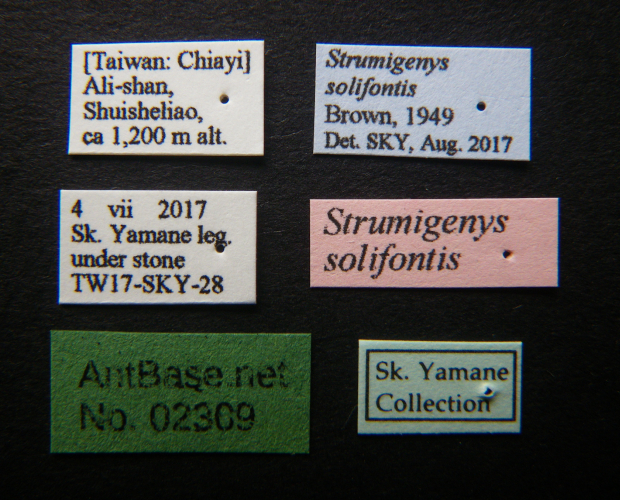 [Taiwan: Chiayi]
Ali-shan,
Shuisheliao,
ca 1,200 m alt.
Strumigenys
solifontis
Brown, 1949
Det. SKY, Aug. 2017
4 vii 2017
Sk. Yamane leg.
under stone
TW17-SKY-28
Strumigenys
solifontis
AntBase.net
No. 02369
Sk. Yamane
Collection